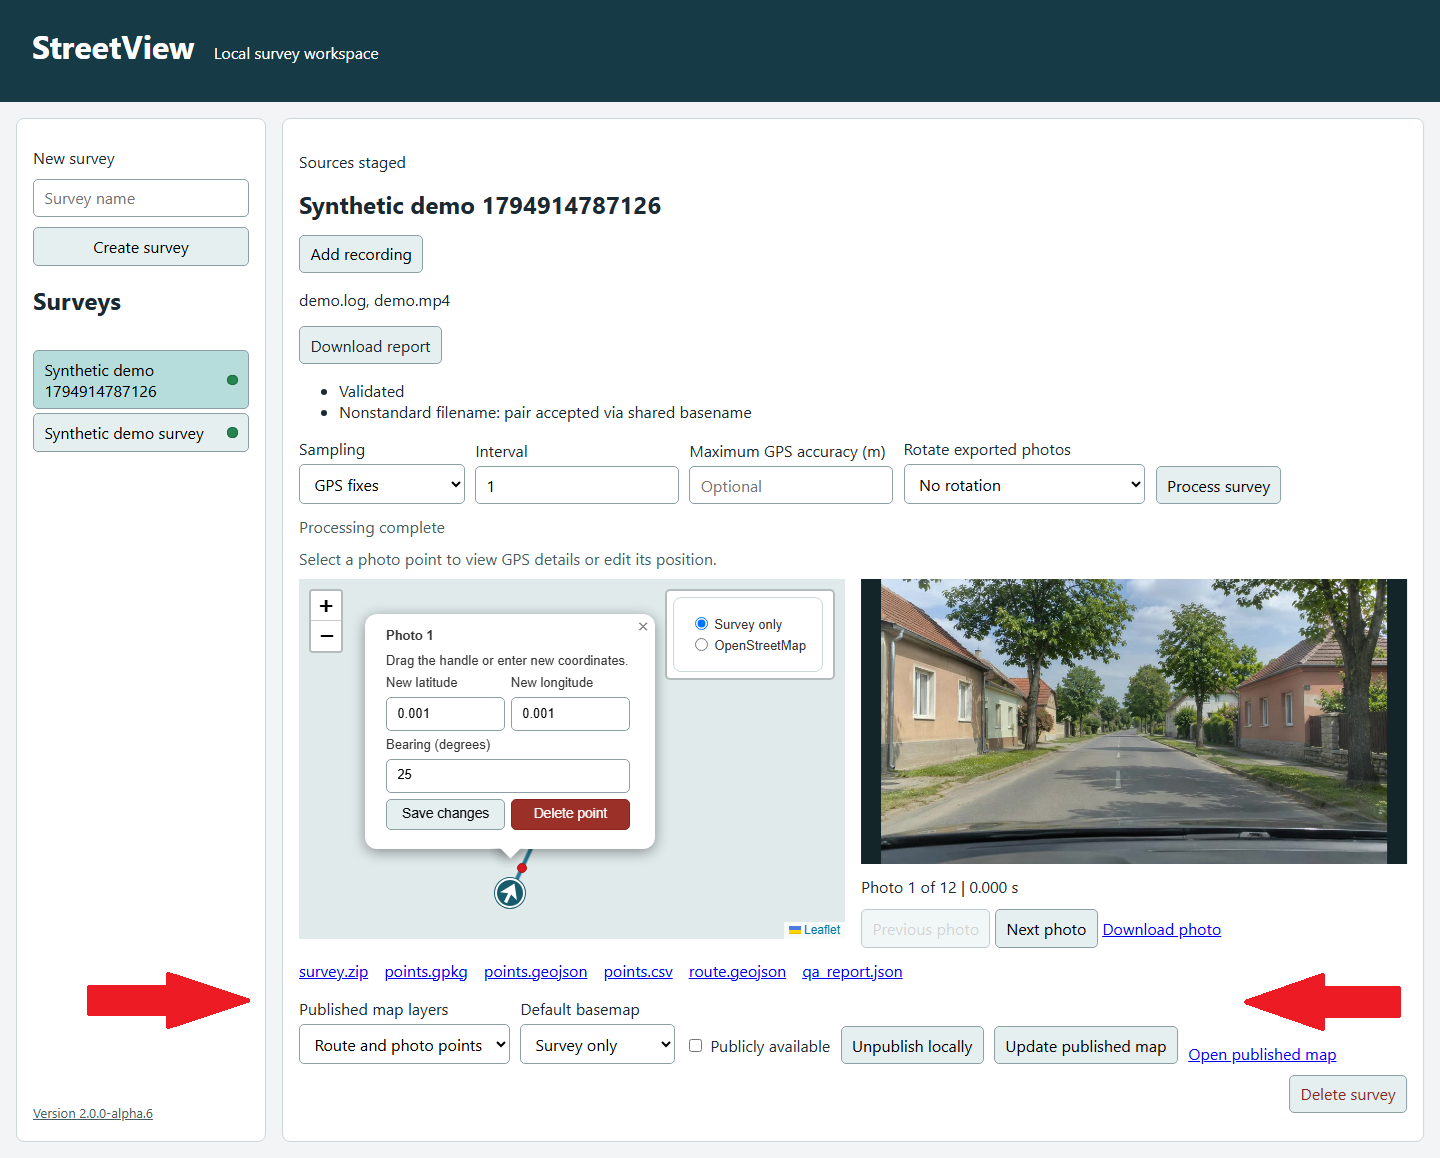 StreetView Local survey workspace
New survey
Survey name
Create survey
Surveys
Synthetic demo
1794914787126
Synthetic demo survey
Version 2.0.0-alpha.6
Sources staged
Synthetic demo 1794914787126
Add recording
demo.log, demo.mp4
Download report
Validated
Nonstandard filename: pair accepted via shared basename
Sampling Interval Maximum GPS accuracy (m) Rotate exported photos
GPS fixes 1 Optional No rotation Process survey
Processing complete
Select a photo point to view GPS details or edit its position.
+
−
Photo 1 ×
Drag the handle or enter new coordinates.
New latitude New longitude
0.001 0.001
Bearing (degrees)
25
Save changes Delete point
Survey only
OpenStreetMap
Leaflet
Photo 1 of 12 | 0.000 s
Previous photo Next photo Download photo
survey.zip points.gpkg points.geojson points.csv route.geojson qa_report.json
Published map layers Default basemap
Route and photo points Survey only Publicly available Unpublish locally Update published map Open published map
Delete survey